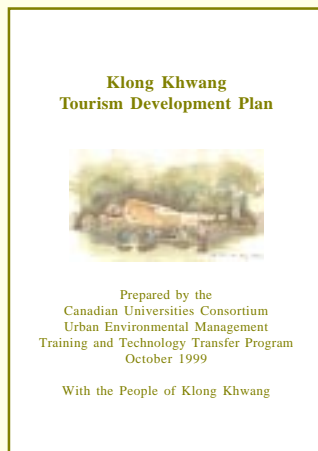 Klong Khwang
Tourism Development Plan
Prepared by the
Canadian Universities Consortium
Urban Environmental Management
Training and Technology Transfer Program
October 1999
With the People of Klong Khwang